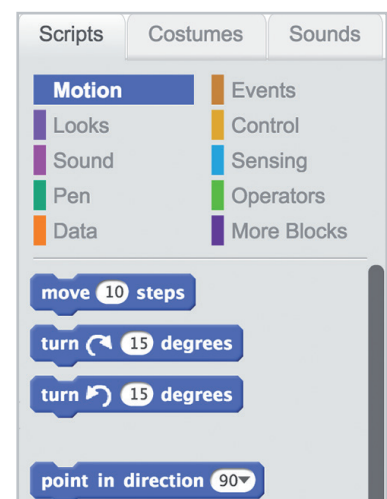 Scripts Costumes Sounds
Motion Events
Looks Control
Sound Sensing
Pen Operators
Data More Blocks
move 10 steps
turn 15 degrees
turn 15 degrees
point in direction 90